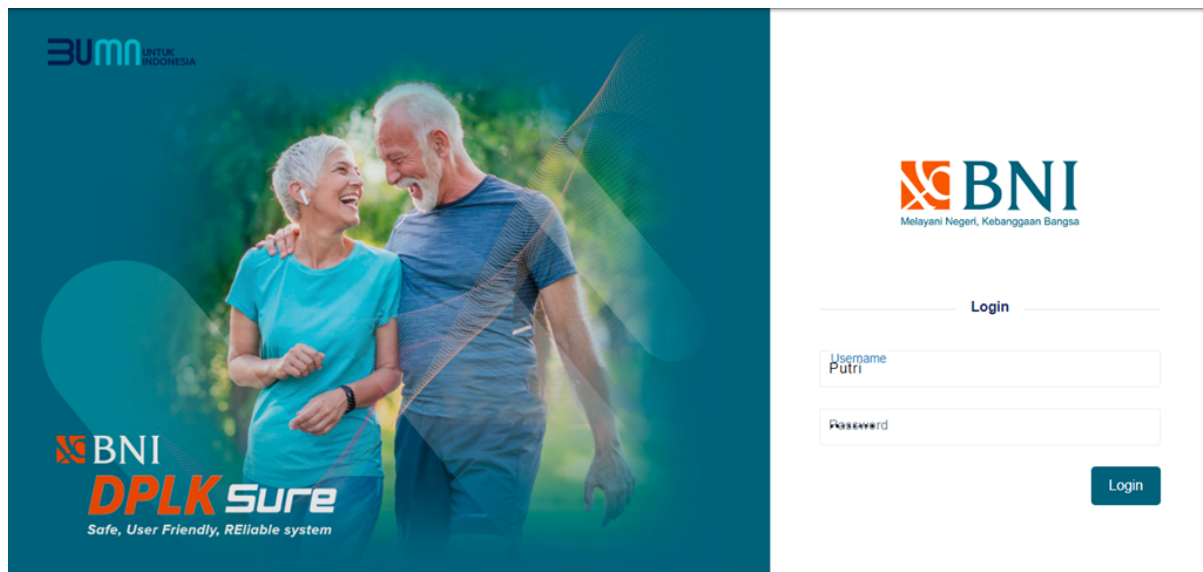 BUMN UNTUK
INDONESIA
BNI
DPLK Sure
Safe, User Friendly, REliable system
BNI
Melayani Negeri, Kebanggaan Bangsa
Login
Username
Putri
Password
Login